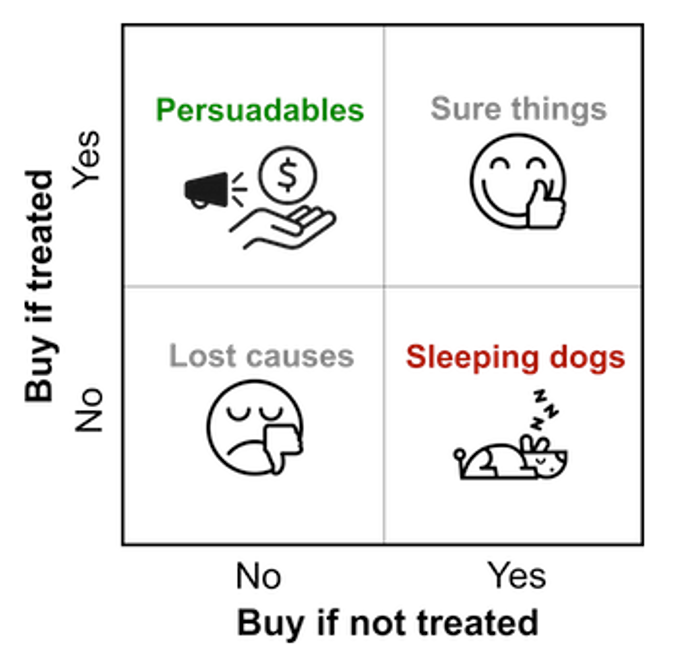 Persuadables
Sure things
$
Yes
Buy if treated
Lost causes
Sleeping dogs
z
z
z
z
No
No
Yes
Buy if not treated